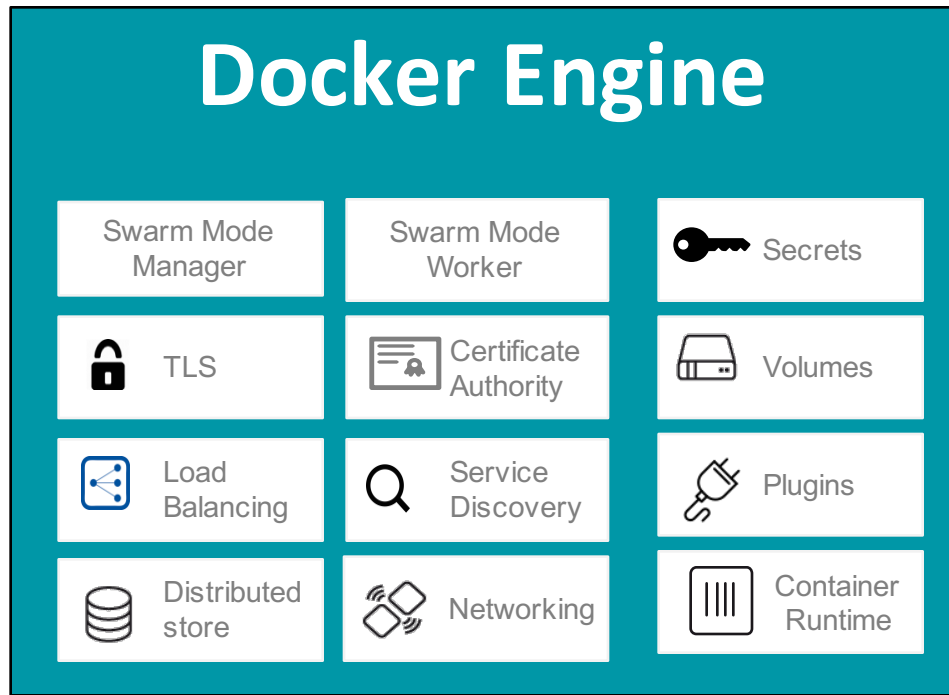 Docker Engine
Swarm Mode
Manager
Swarm Mode
Worker
Secrets
TLS
Certificate
Authority
Volumes
Load
Balancing
Service
Discovery
Plugins
Distributed
store
Networking
Container
Runtime